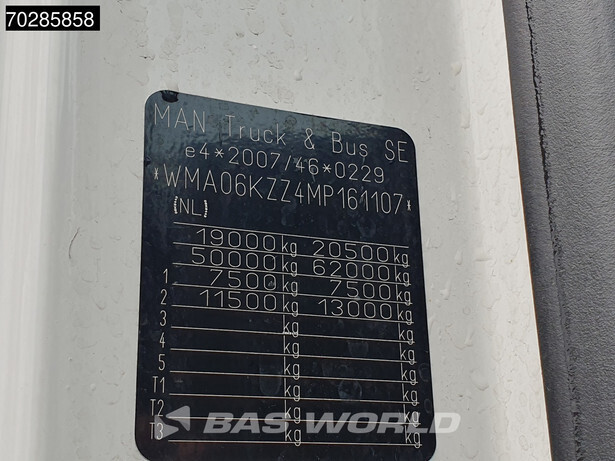 70285858
MAN Truck & Bus SE
e4*2007/46*0229
*WMA06KZZ4MP161107*
(NL)
19000 kg 20500 kg
50000 kg 62000 kg
1 7500 kg 7500 kg
2 11500 kg 13000 kg
3 kg kg
4 kg kg
5 kg kg
T1 kg kg
T2 kg kg
T3 kg kg
BAS WORLD